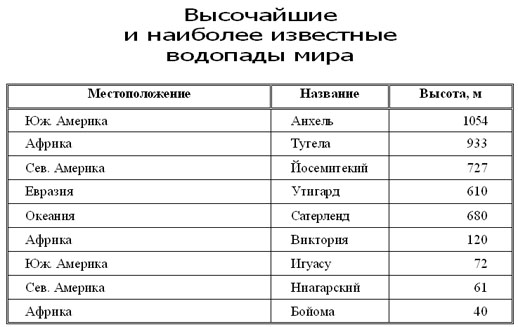 Высочайшие
и наиболее известные
водопады мира
Местоположение Название Высота, м
Юж. Америка Анхель 1054
Африка Тугела 933
Сев. Америка Йосемитекий 727
Евразия Утигард 610
Океания Сатерленд 680
Африка Виктория 120
Юж. Америка Игуасу 72
Сев. Америка Ниагарский 61
Африка Бойома 40